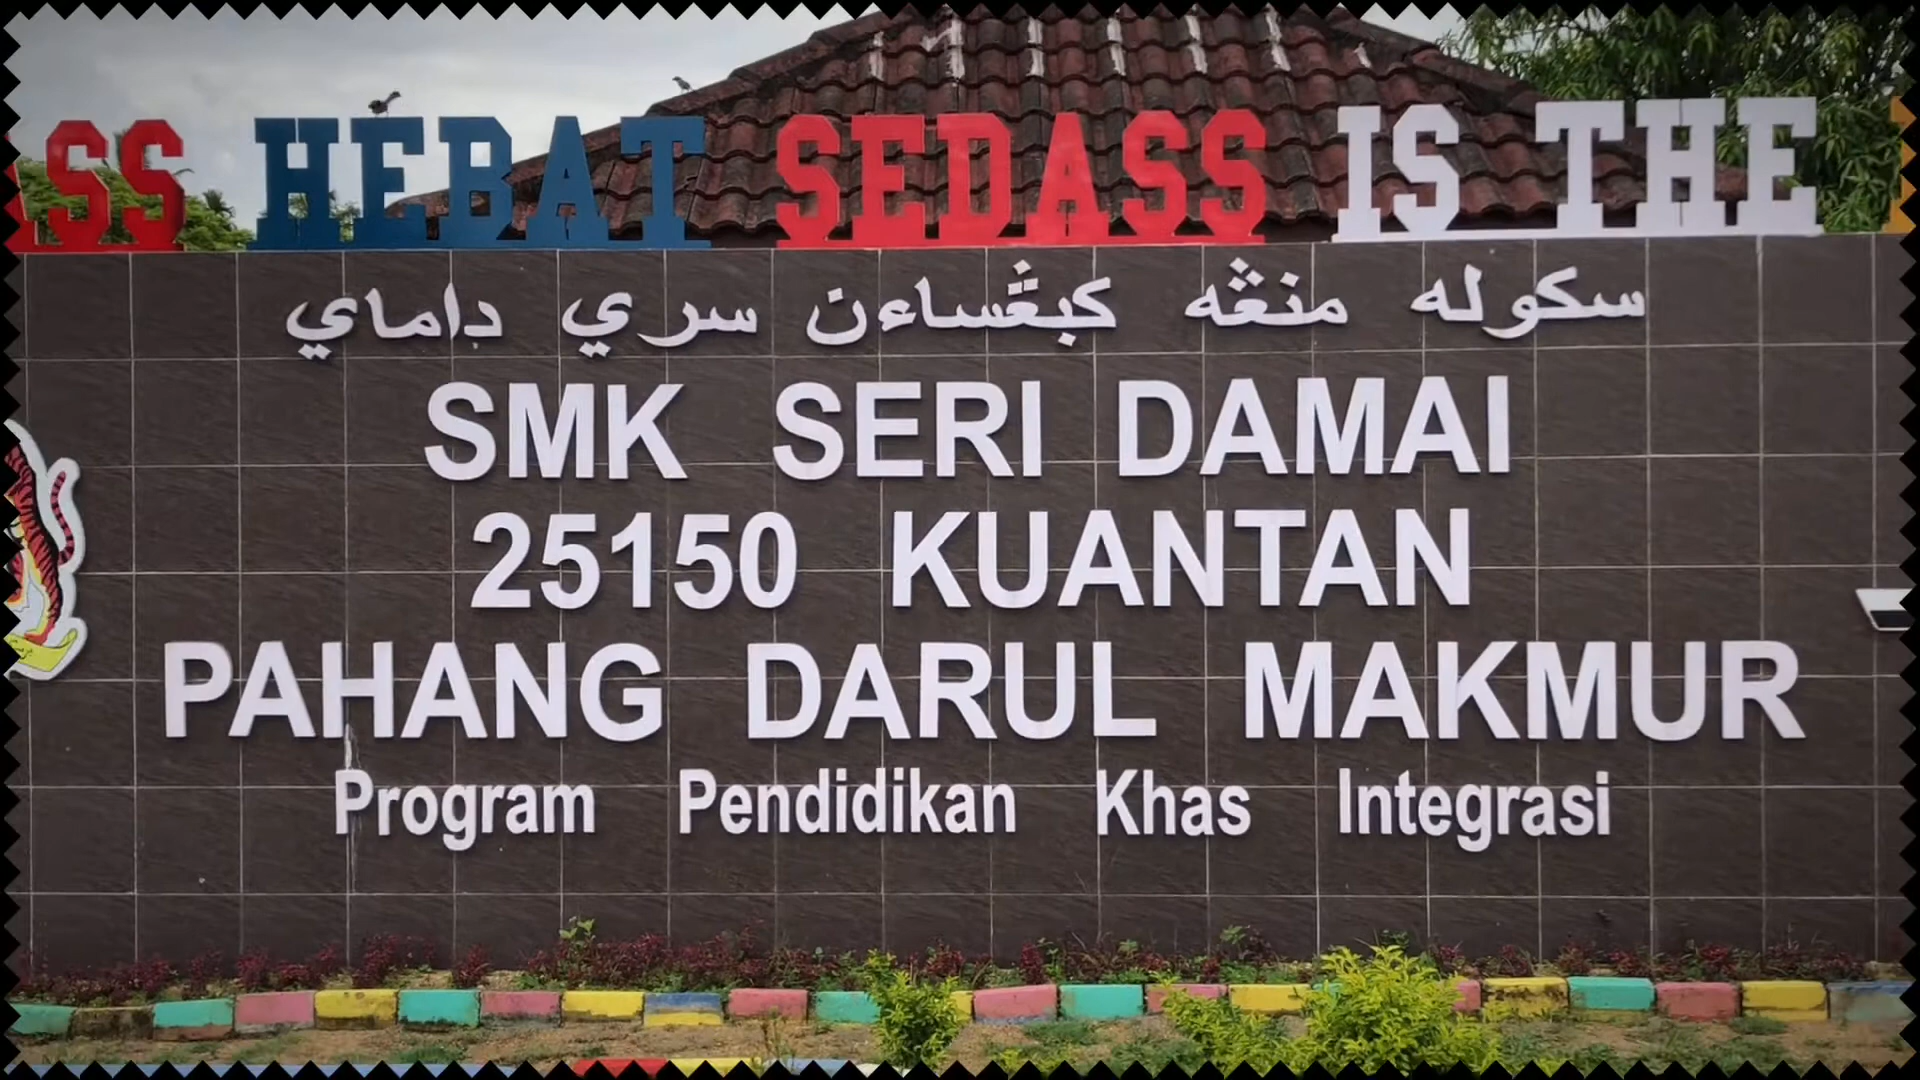 ASS HEBAT SEDASS IS THE
سكوله منڠه كبڠساءن سري داماي
SMK SERI DAMAI
25150 KUANTAN
PAHANG DARUL MAKMUR
Program Pendidikan Khas Integrasi